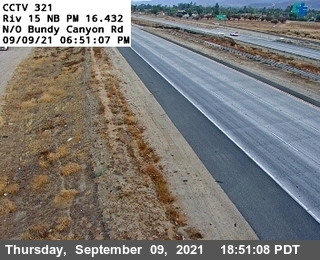 CCTV 321
Riv 15 NB PM 16.432
N/O Bundy Canyon Rd
09/09/21 06:51:07 PM
Thursday, September 09, 2021 18:51:08 PDT